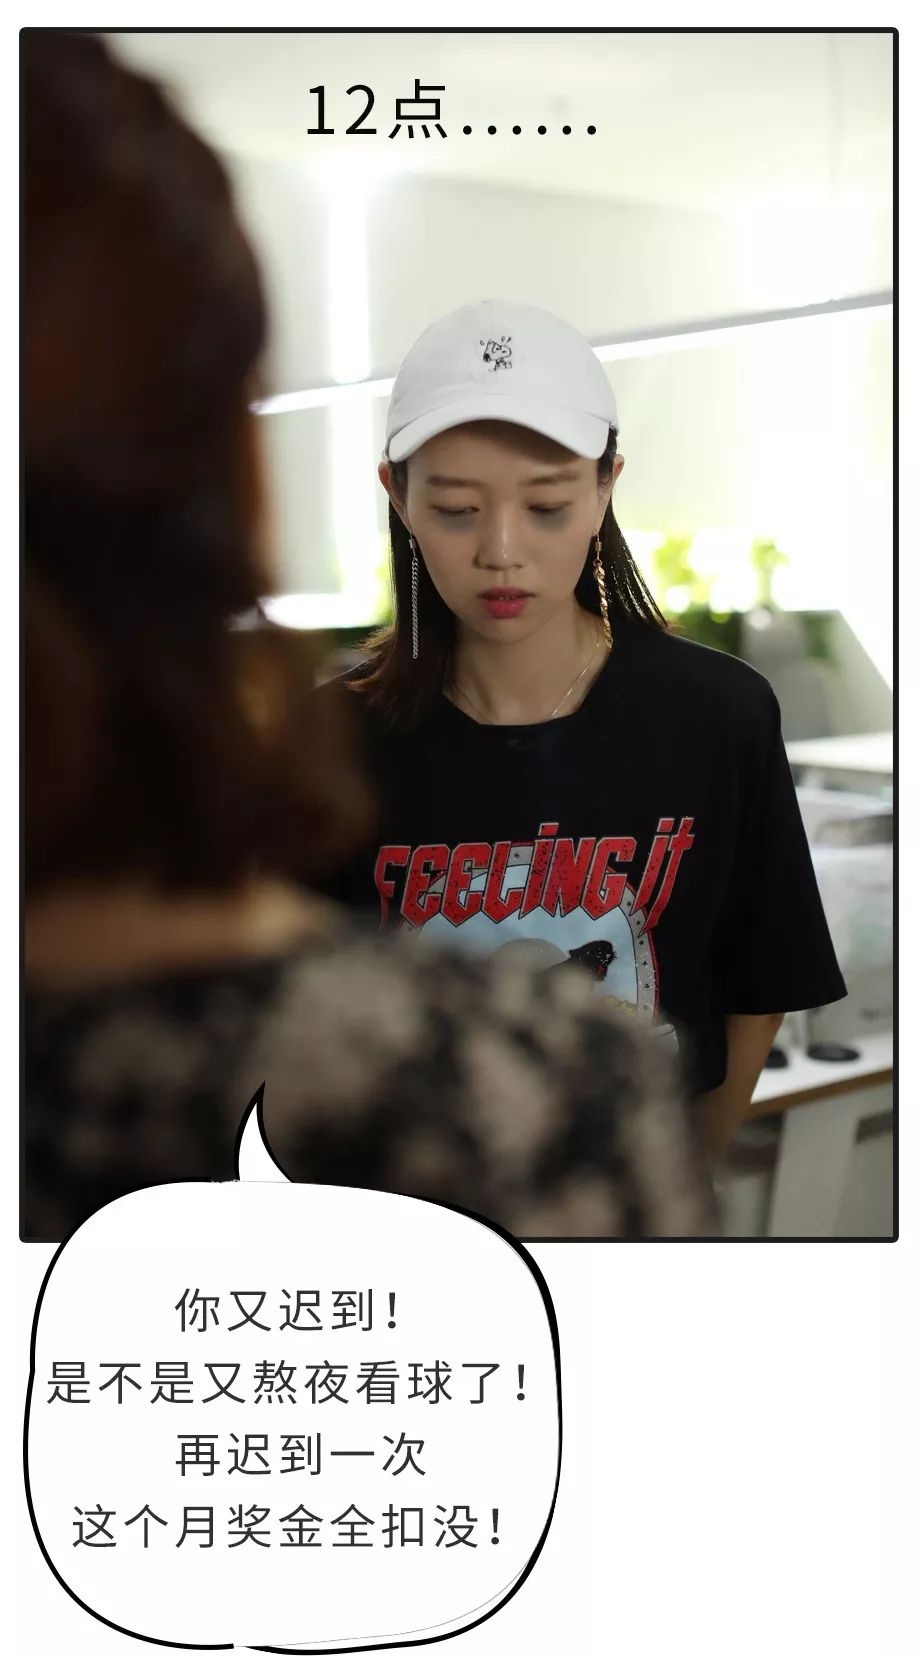 12点......
FEELING IT
你又迟到！
是不是又熬夜看球了！
再迟到一次
这个月奖金全扣没！